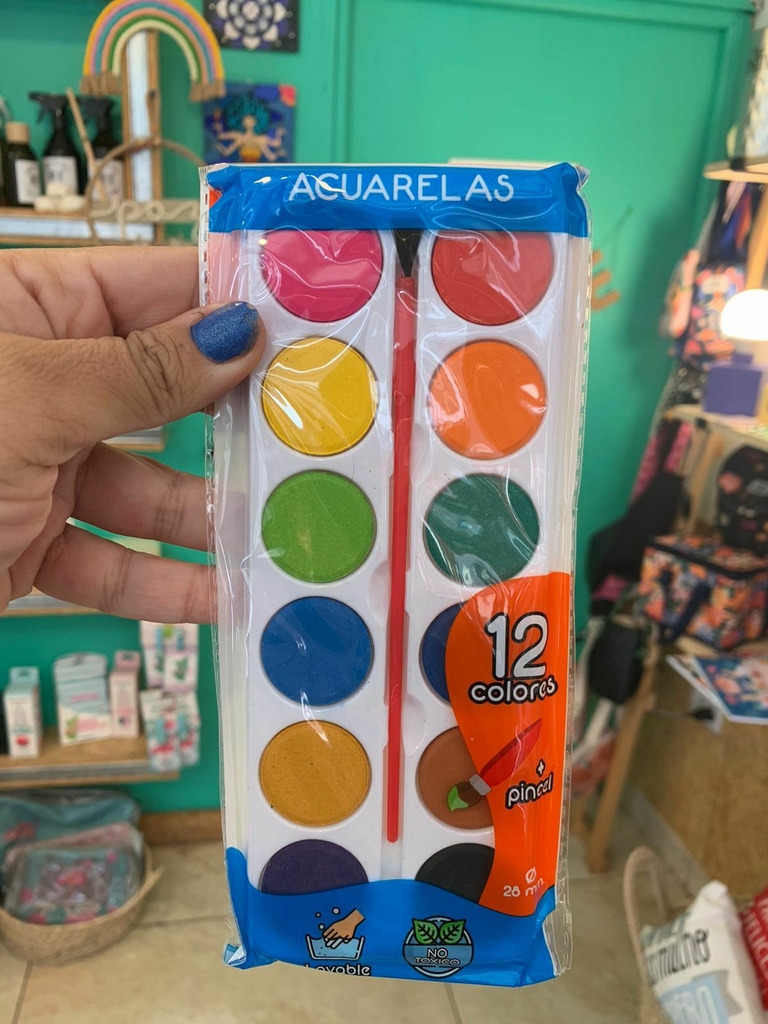 ACUARELAS
12
colores
+
pincel
Ø
28 mm
Lavable
NO
TOXICO